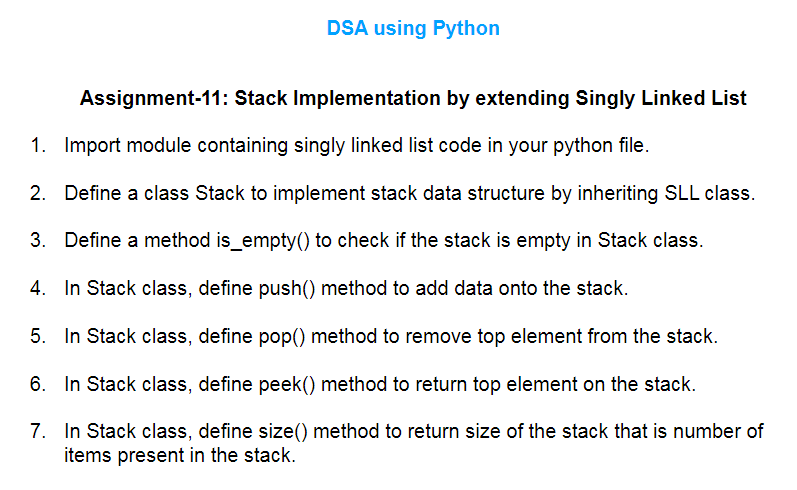 DSA using Python
Assignment-11: Stack Implementation by extending Singly Linked List
1. Import module containing singly linked list code in your python file.
2. Define a class Stack to implement stack data structure by inheriting SLL class.
3. Define a method is_empty() to check if the stack is empty in Stack class.
4. In Stack class, define push() method to add data onto the stack.
5. In Stack class, define pop() method to remove top element from the stack.
6. In Stack class, define peek() method to return top element on the stack.
7. In Stack class, define size() method to return size of the stack that is number of
items present in the stack.